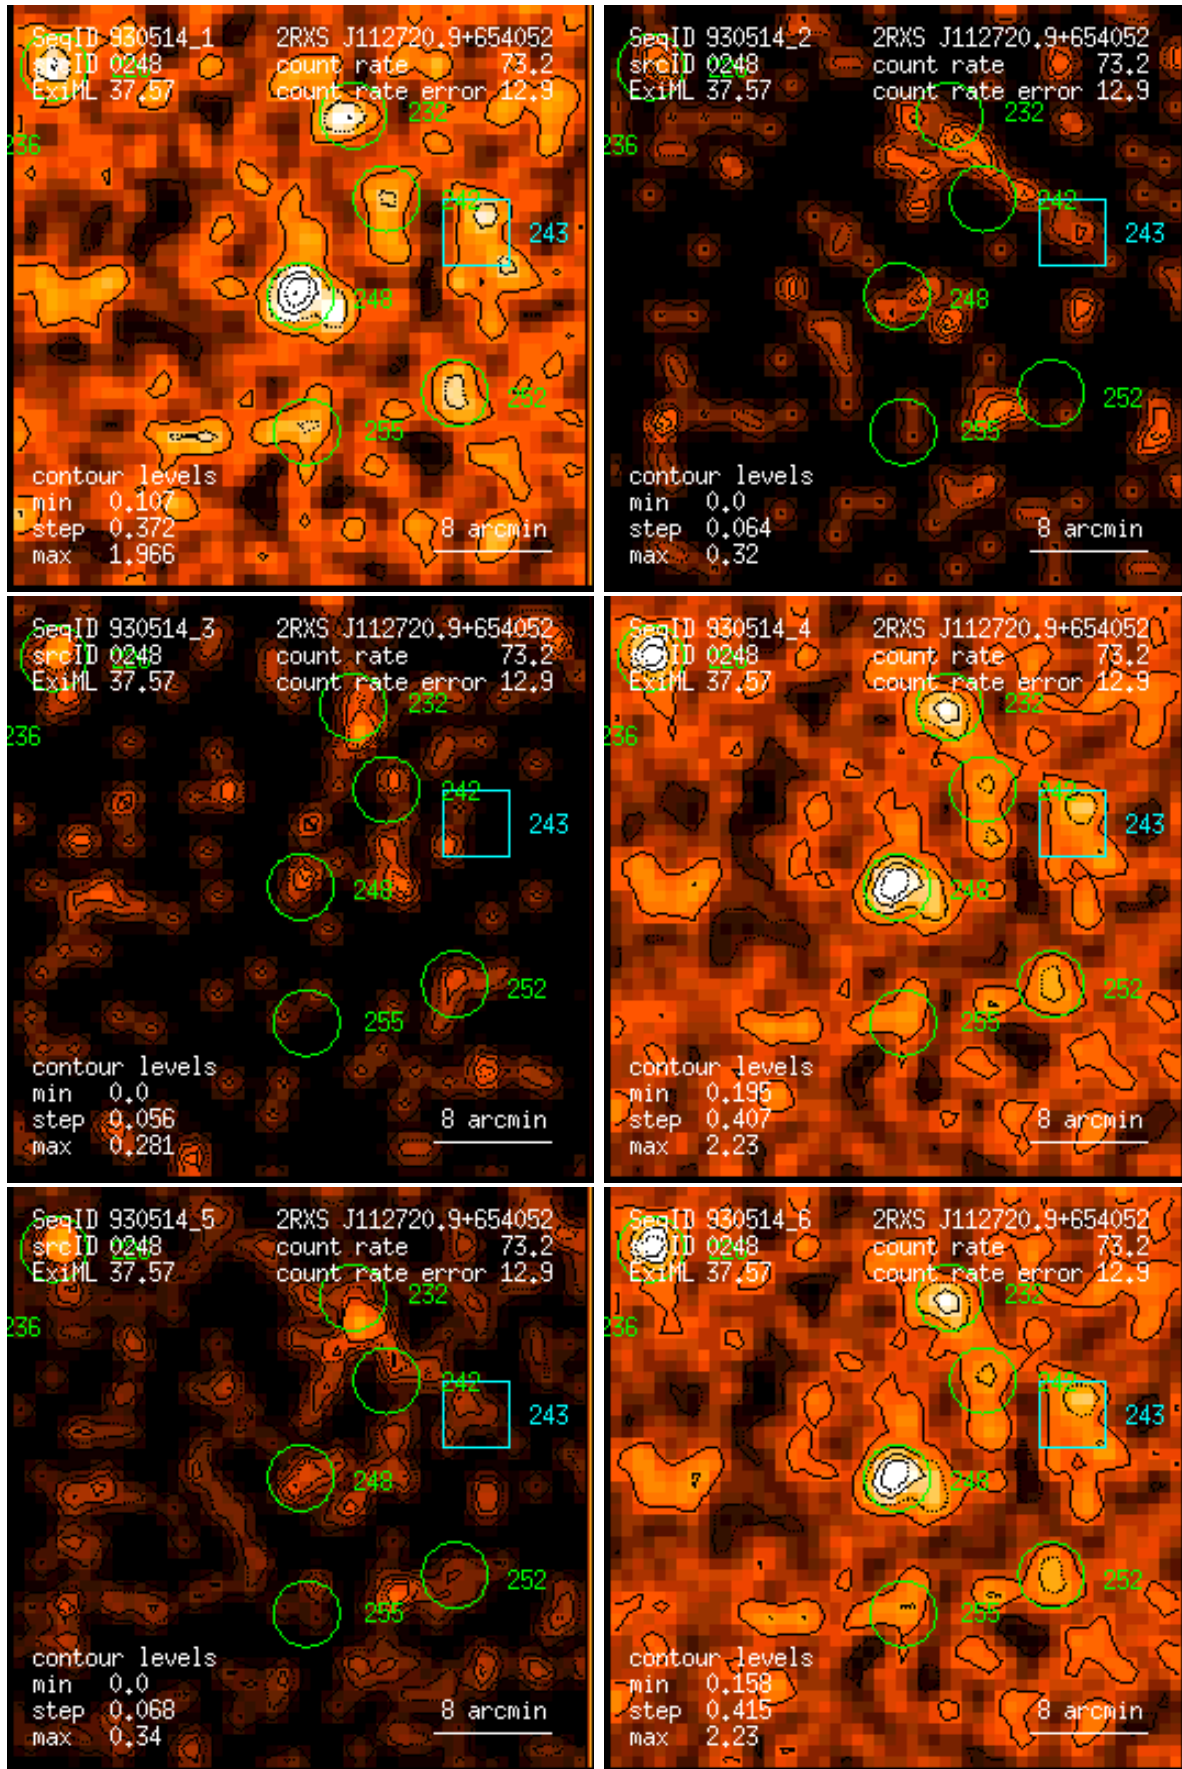 SeqID 930514_1 2RXS J112720.9+654052
srcID 0248 count rate 73.2
ExiML 37.57 count rate error 12.9
232
236
242
243
248
252
255
contour levels
min 0.107
step 0.372 8 arcmin
max 1.966
SeqID 930514_2 2RXS J112720.9+654052
srcID 0248 count rate 73.2
ExiML 37.57 count rate error 12.9
232
236
242
243
248
252
255
contour levels
min 0.0
step 0.064 8 arcmin
max 0.32
SeqID 930514_3 2RXS J112720.9+654052
srcID 0248 count rate 73.2
ExiML 37.57 count rate error 12.9
232
236
242
243
248
252
255
contour levels
min 0.0
step 0.056 8 arcmin
max 0.281
SeqID 930514_4 2RXS J112720.9+654052
srcID 0248 count rate 73.2
ExiML 37.57 count rate error 12.9
232
236
242
243
248
252
255
contour levels
min 0.195
step 0.407 8 arcmin
max 2.23
SeqID 930514_5 2RXS J112720.9+654052
srcID 0248 count rate 73.2
ExiML 37.57 count rate error 12.9
232
236
242
243
248
252
255
contour levels
min 0.0
step 0.068 8 arcmin
max 0.34
SeqID 930514_6 2RXS J112720.9+654052
srcID 0248 count rate 73.2
ExiML 37.57 count rate error 12.9
232
236
242
243
248
252
255
contour levels
min 0.158
step 0.415 8 arcmin
max 2.23